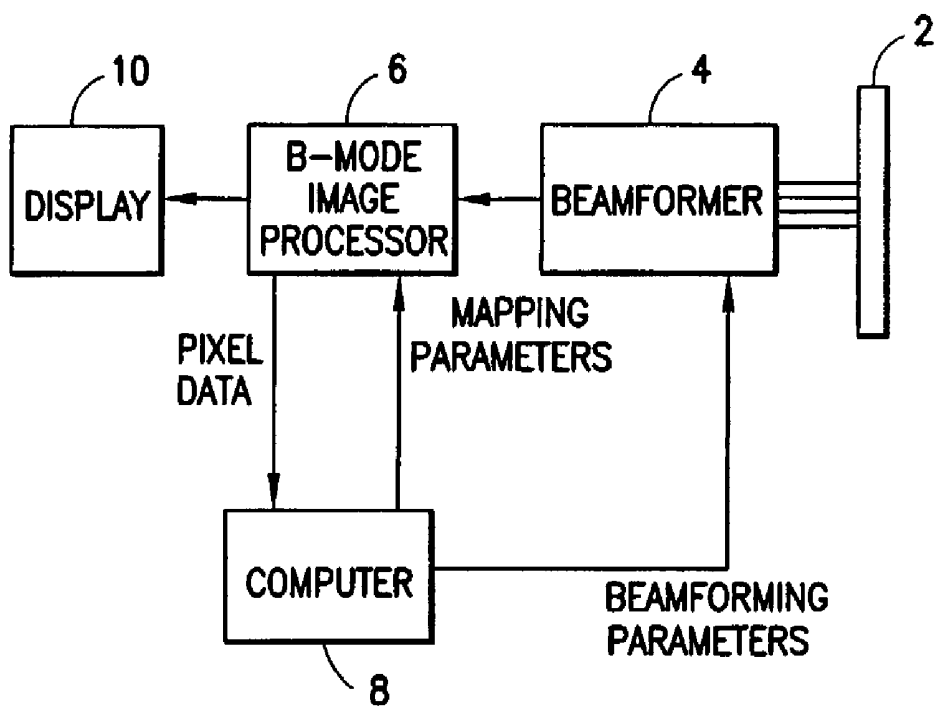 2
10
6
4
DISPLAY
B-MODE
IMAGE
PROCESSOR
BEAMFORMER
PIXEL
DATA
MAPPING
PARAMETERS
COMPUTER
BEAMFORMING
PARAMETERS
8